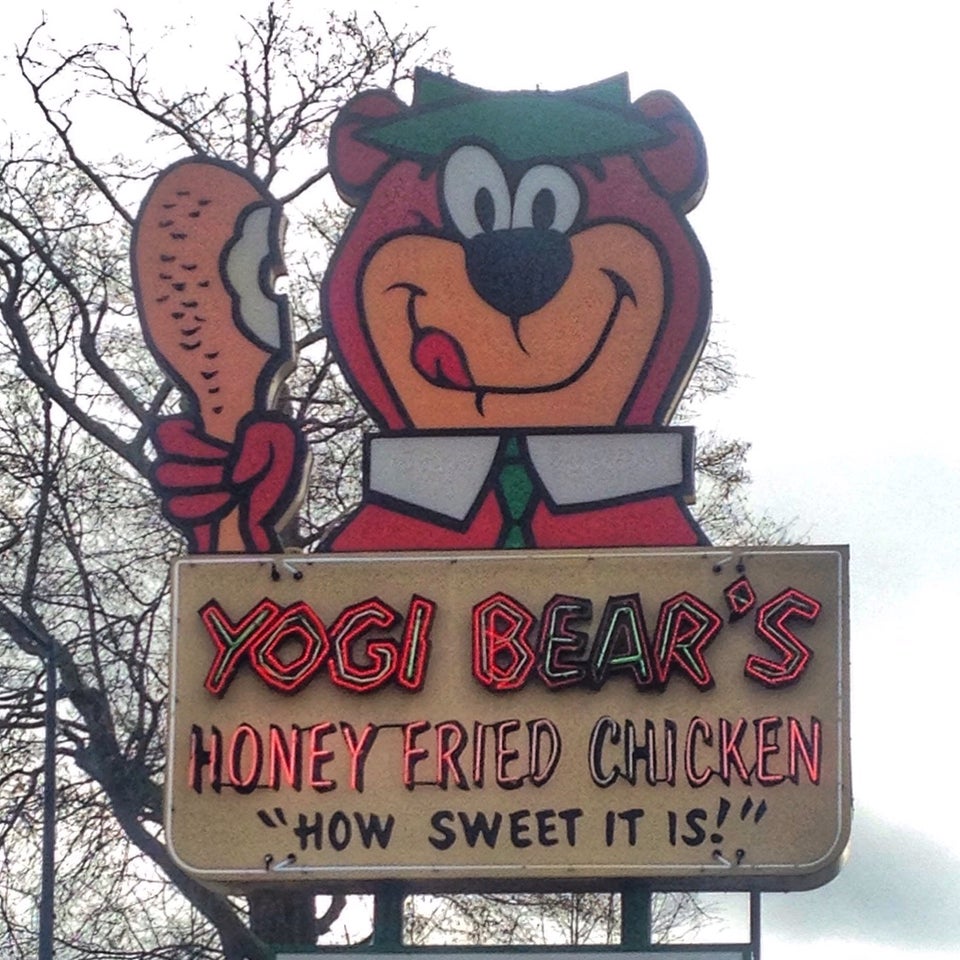 YOGI BEAR'S
HONEY FRIED CHICKEN
"HOW SWEET IT IS!"